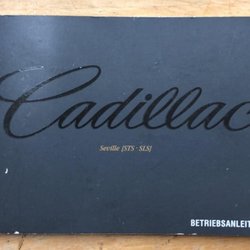 Cadillac
Seville [STS - SLS]
BETRIEBSANLEIT